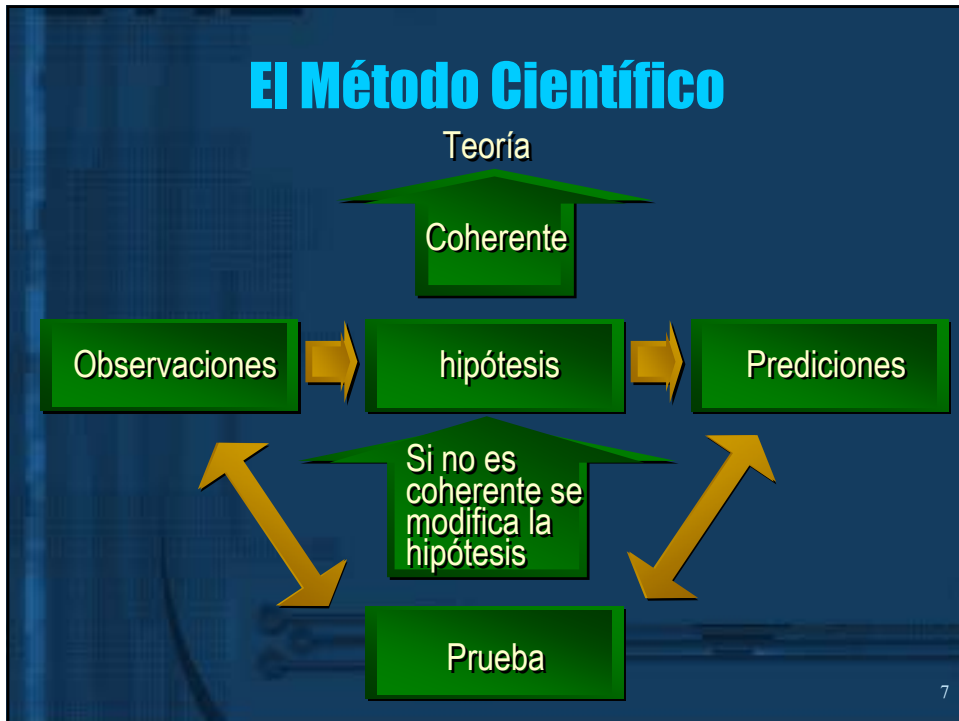 El Método Científico
Teoría
Coherente
Observaciones
hipótesis
Prediciones
Si no es
coherente se
modifica la
hipótesis
Prueba
7